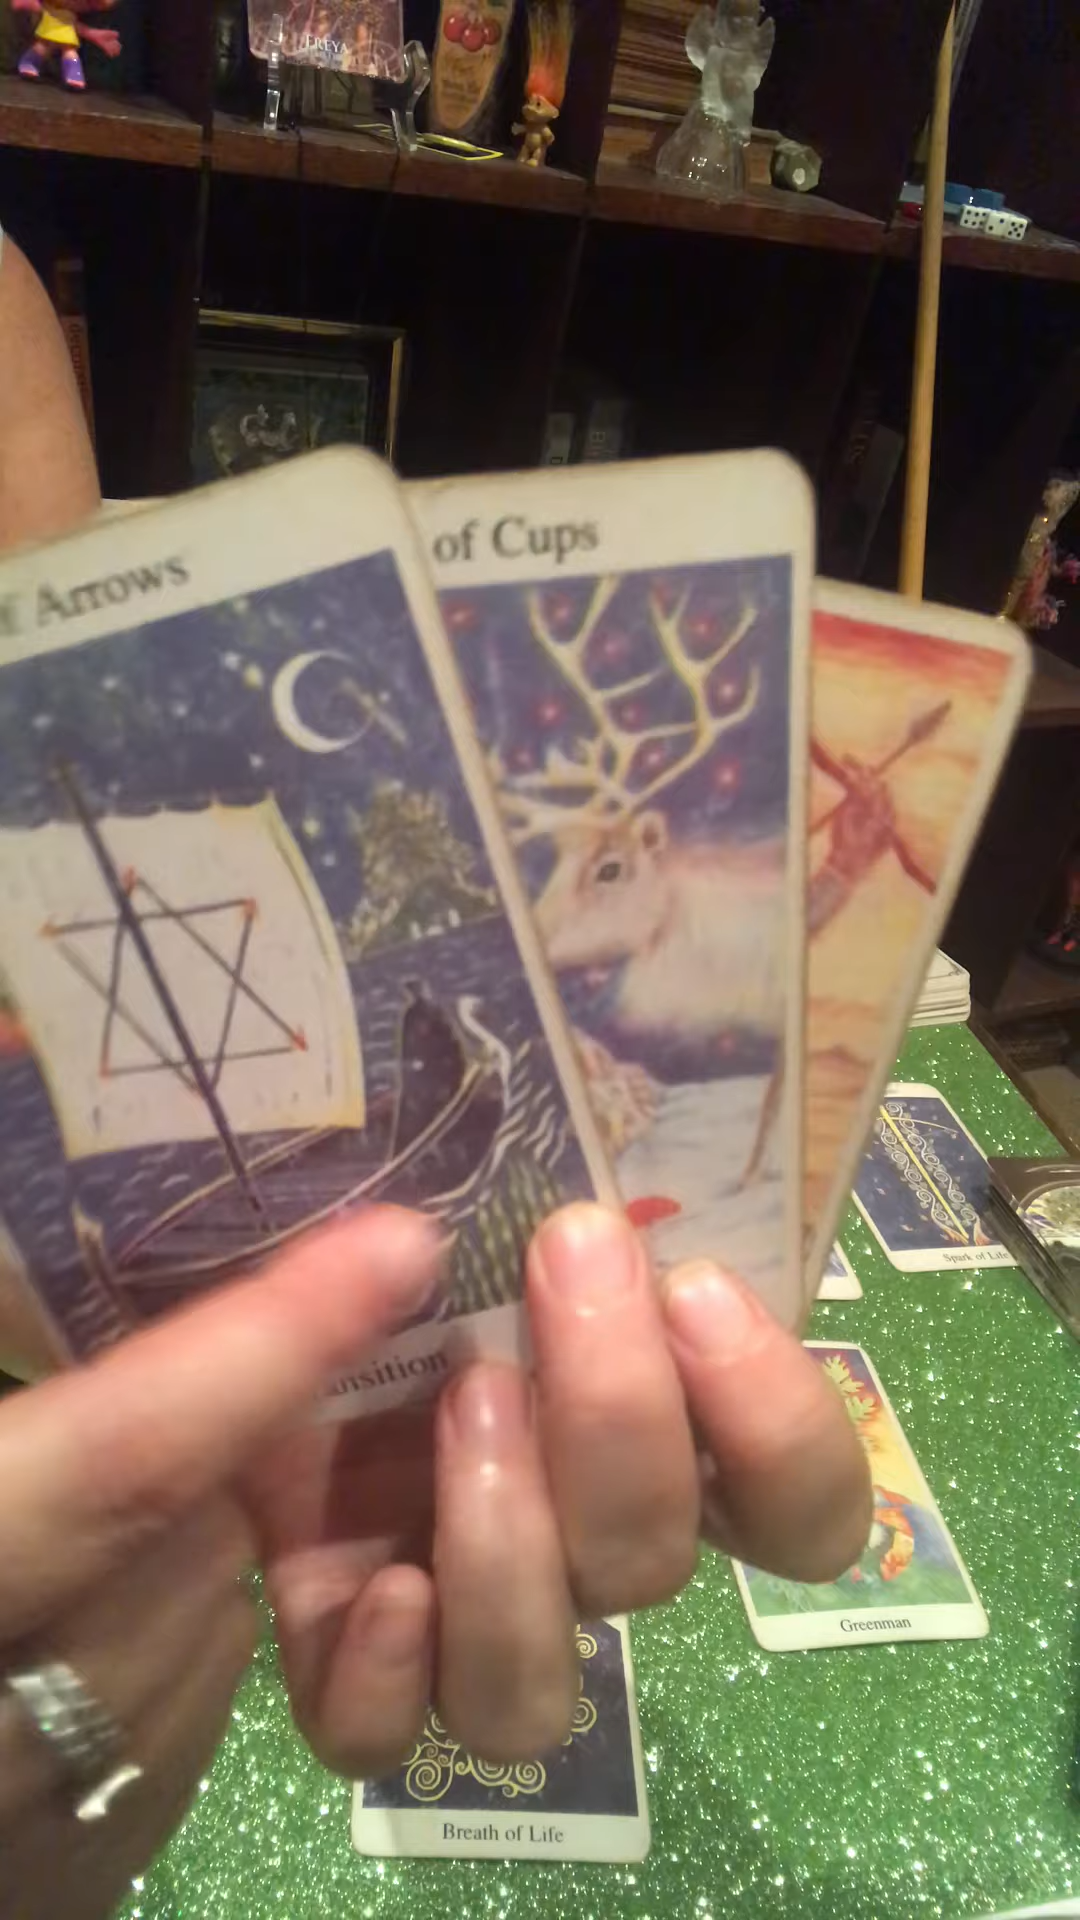 FREYA
Arrows
of Cups
Spark of Life
nsition
Greenman
Breath of Life